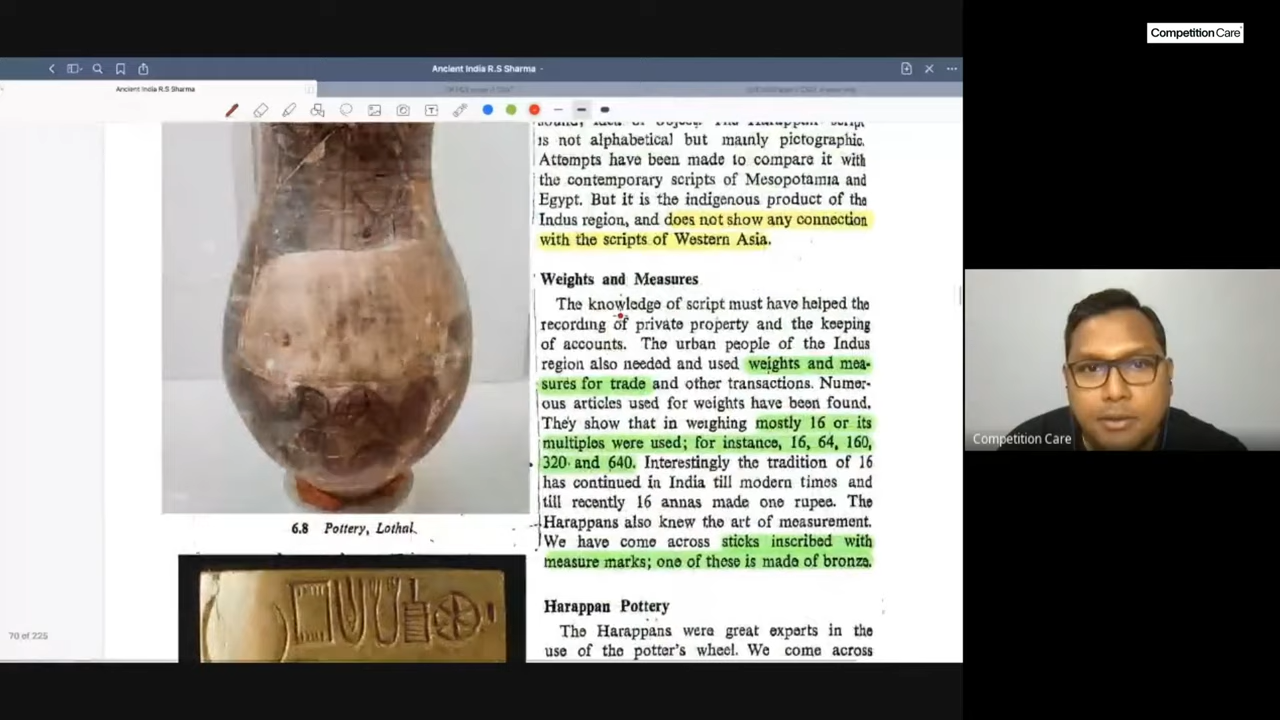 CompetitionCare
Ancient India R.S Sharma
Ancient India R.S Sharma
is not alphabetical but mainly pictographic.
Attempts have been made to compare it with
the contemporary scripts of Mesopotamia and
Egypt. But it is the indigenous product of the
Indus region, and does not show any connection
with the scripts of Western Asia.
Weights and Measures
The knowledge of script must have helped the
recording of private property and the keeping
of accounts. The urban people of the Indus
region also needed and used weights and mea-
sures for trade and other transactions. Numer-
ous articles used for weights have been found.
They show that in weighing mostly 16 or its
multiples were used; for instance, 16, 64, 160,
320 and 640. Interestingly the tradition of 16
has continued in India till modern times and
till recently 16 annas made one rupee. The
Harappans also knew the art of measurement.
We have come across sticks inscribed with
measure marks; one of these is made of bronze.
Harappan Pottery
The Harappans were great experts in the
use of the potter's wheel. We come across
6.8 Pottery, Lothal
70 of 225
Competition Care